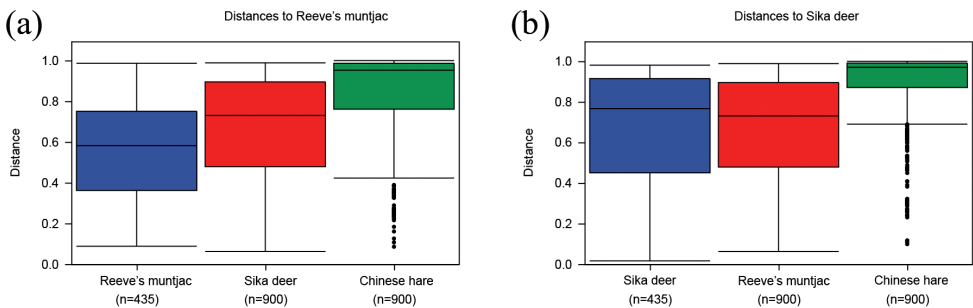 (a)
Distances to Reeve's muntjac
Distance
1.0
0.8
0.6
0.4
0.2
0.0
Reeve's muntjac
(n=435)
Sika deer
(n=900)
Chinese hare
(n=900)
(b)
Distances to Sika deer
Distance
1.0
0.8
0.6
0.4
0.2
0.0
Sika deer
(n=435)
Reeve's muntjac
(n=900)
Chinese hare
(n=900)